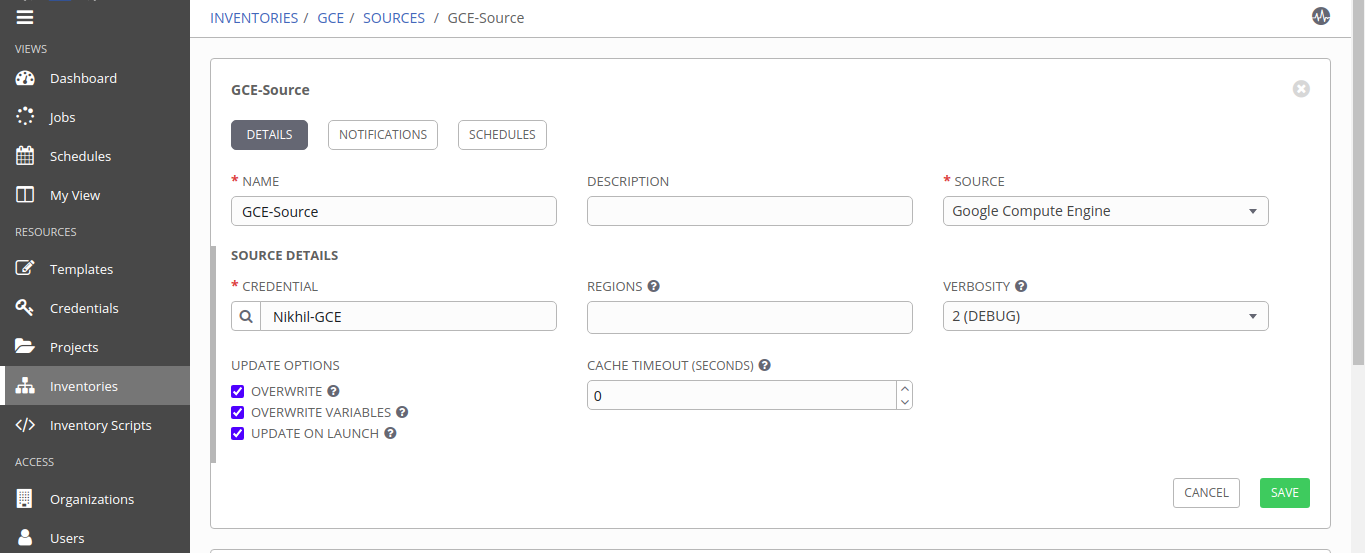 INVENTORIES / GCE / SOURCES / GCE-Source
VIEWS
Dashboard
Jobs
Schedules
My View
RESOURCES
Templates
Credentials
Projects
Inventories
Inventory Scripts
ACCESS
Organizations
Users
GCE-Source
DETAILS NOTIFICATIONS SCHEDULES
* NAME
GCE-Source
DESCRIPTION
* SOURCE
Google Compute Engine
SOURCE DETAILS
* CREDENTIAL
Nikhil-GCE
REGIONS
VERBOSITY
2 (DEBUG)
UPDATE OPTIONS
OVERWRITE
OVERWRITE VARIABLES
UPDATE ON LAUNCH
CACHE TIMEOUT (SECONDS)
0
CANCEL SAVE